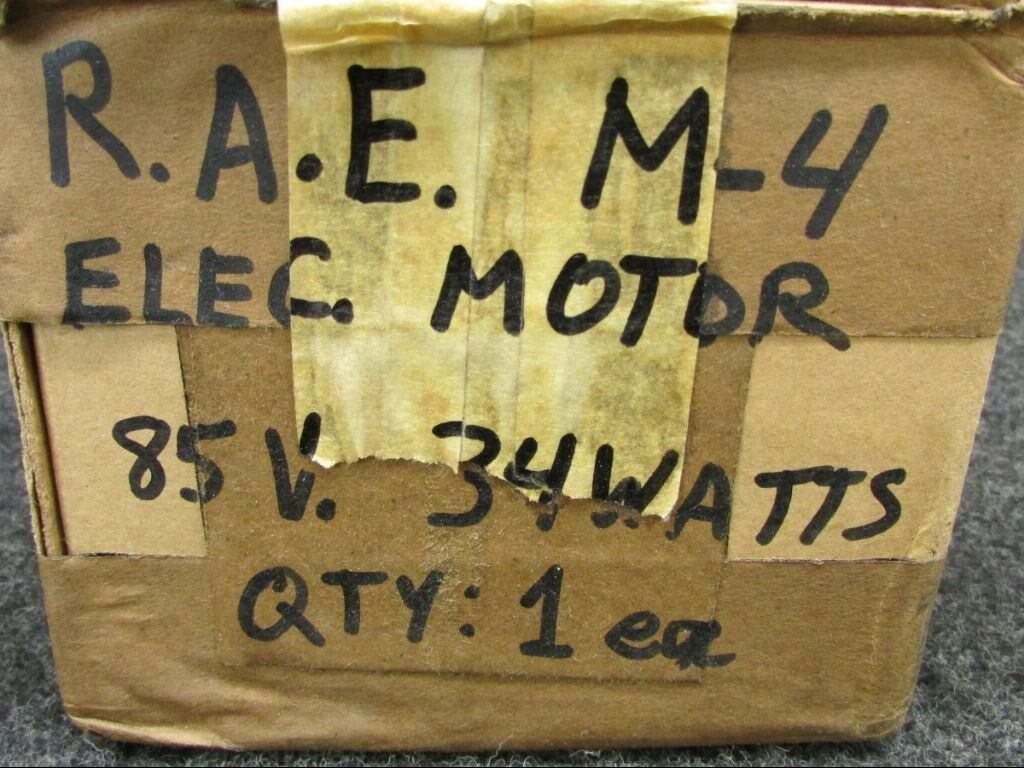 R.A.E. M-4
ELEC. MOTOR
85 V. 34 WATTS
QTY: 1 ea